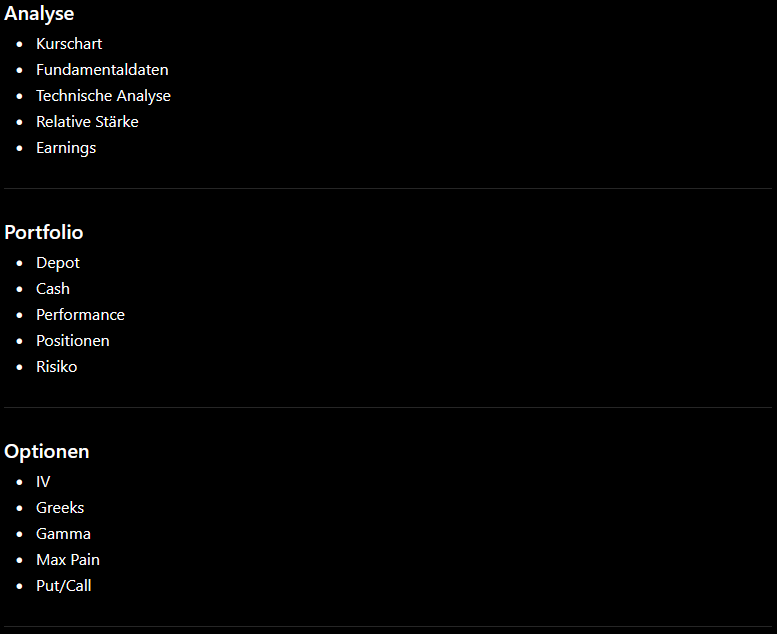 Analyse
Kurschart
Fundamentaldaten
Technische Analyse
Relative Stärke
Earnings
Portfolio
Depot
Cash
Performance
Positionen
Risiko
Optionen
IV
Greeks
Gamma
Max Pain
Put/Call